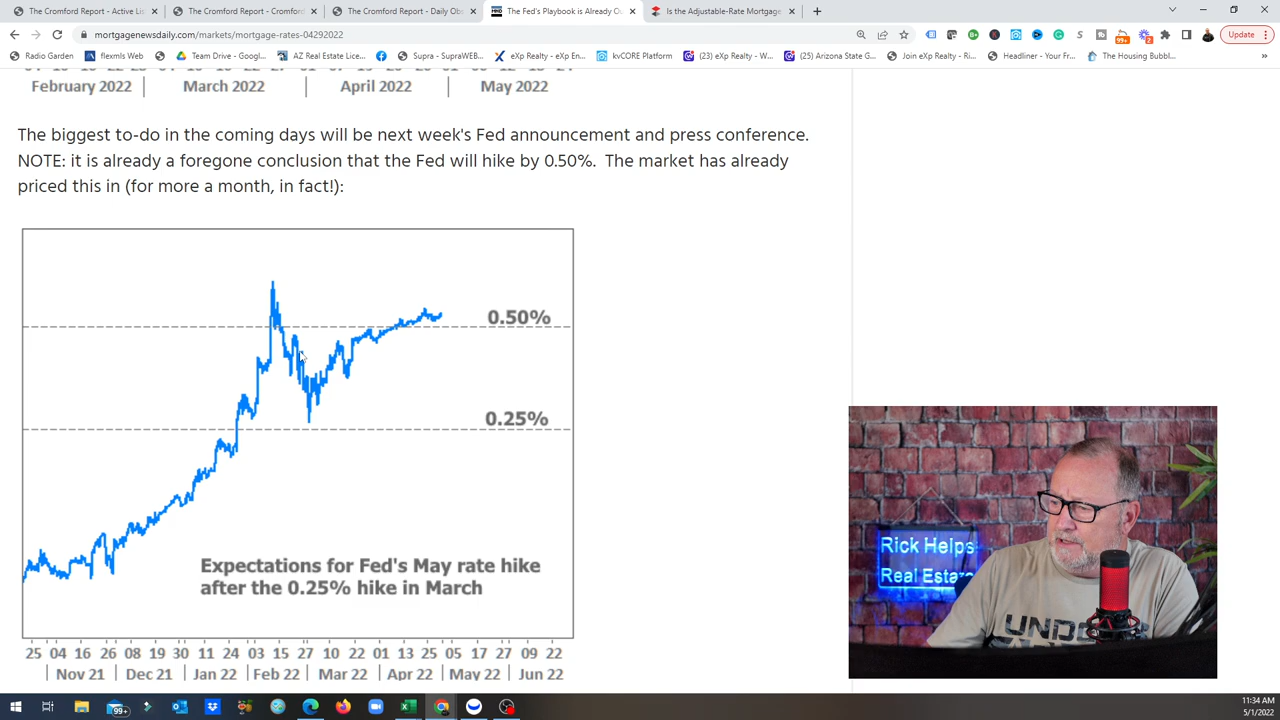 The Cromford Report - Active Lis
The Cromford Report - Cromford
The Cromford Report - Daily Obs
The Fed's Playbook is Already Ou
Is the Adjustable-Rate Mortgage
mortgagenewsdaily.com/markets/mortgage-rates-04292022
Update
Radio Garden
flexmls Web
Team Drive - Googl...
AZ Real Estate Lice...
Supra - SupraWEB...
eXp Realty - eXp En...
kvCORE Platform
(23) eXp Realty - W...
(25) Arizona State G...
Join eXp Realty - Ri...
Headliner - Your Fr...
The Housing Bubbl...
February 2022 March 2022 April 2022 May 2022
The biggest to-do in the coming days will be next week's Fed announcement and press conference.
NOTE: it is already a foregone conclusion that the Fed will hike by 0.50%. The market has already
priced this in (for more a month, in fact!):
0.50%
0.25%
Expectations for Fed's May rate hike
after the 0.25% hike in March
25 04 16 26 08 19 30 11 24 03 15 27 10 22 01 13 25 05 17 27 09 22
Nov 21 Dec 21 Jan 22 Feb 22 Mar 22 Apr 22 May 22 Jun 22
Rick Helps
Real Estate
99+
11:34 AM
5/1/2022